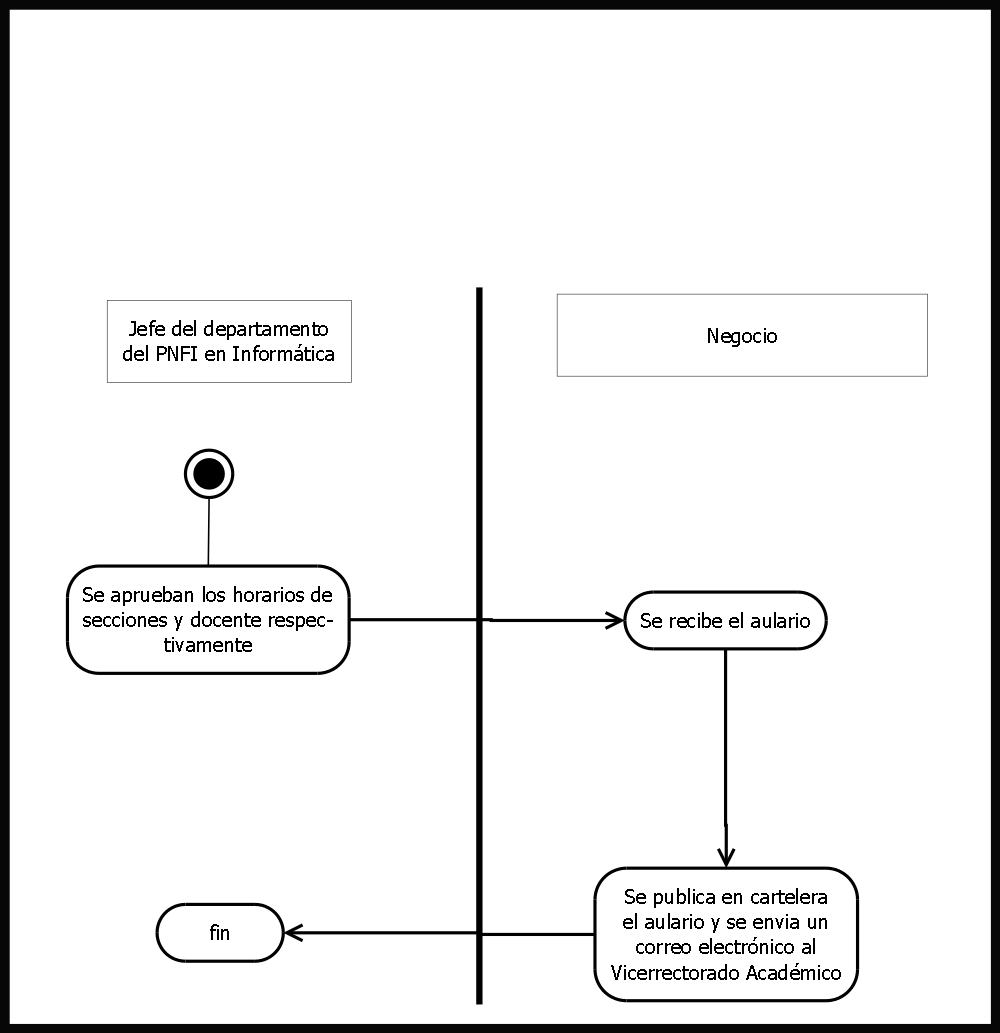 Jefe del departamento
del PNFI en Informática
Negocio
Se aprueban los horarios de
secciones y docente respec-
tivamente
Se recibe el aulario
Se publica en cartelera
el aulario y se envia un
correo electrónico al
Vicerrectorado Académico
fin